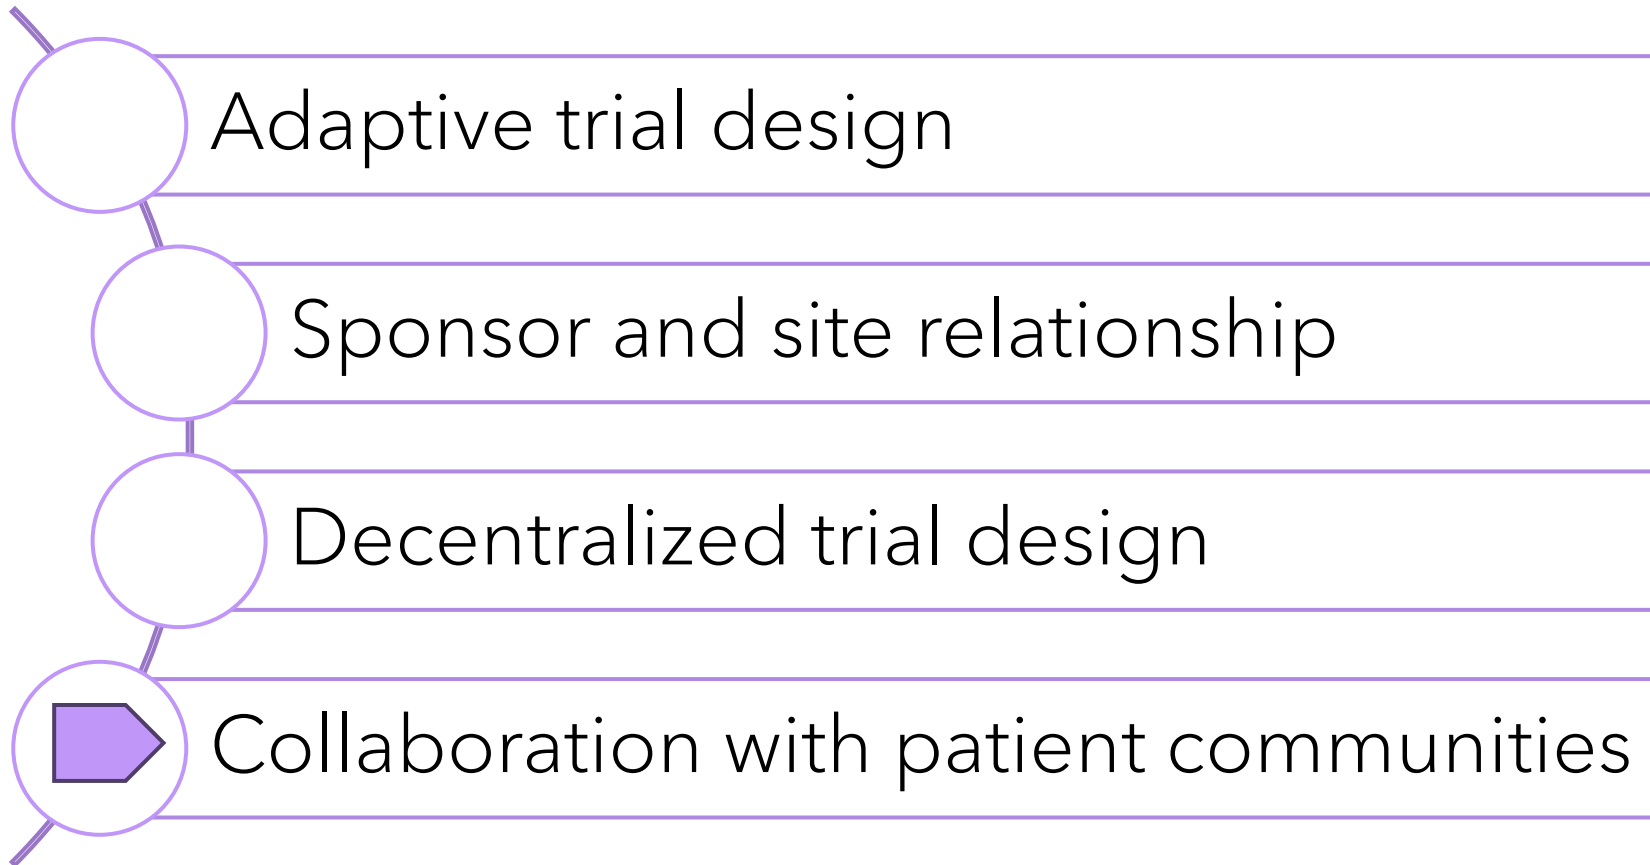 Adaptive trial design
Sponsor and site relationship
Decentralized trial design
Collaboration with patient communities